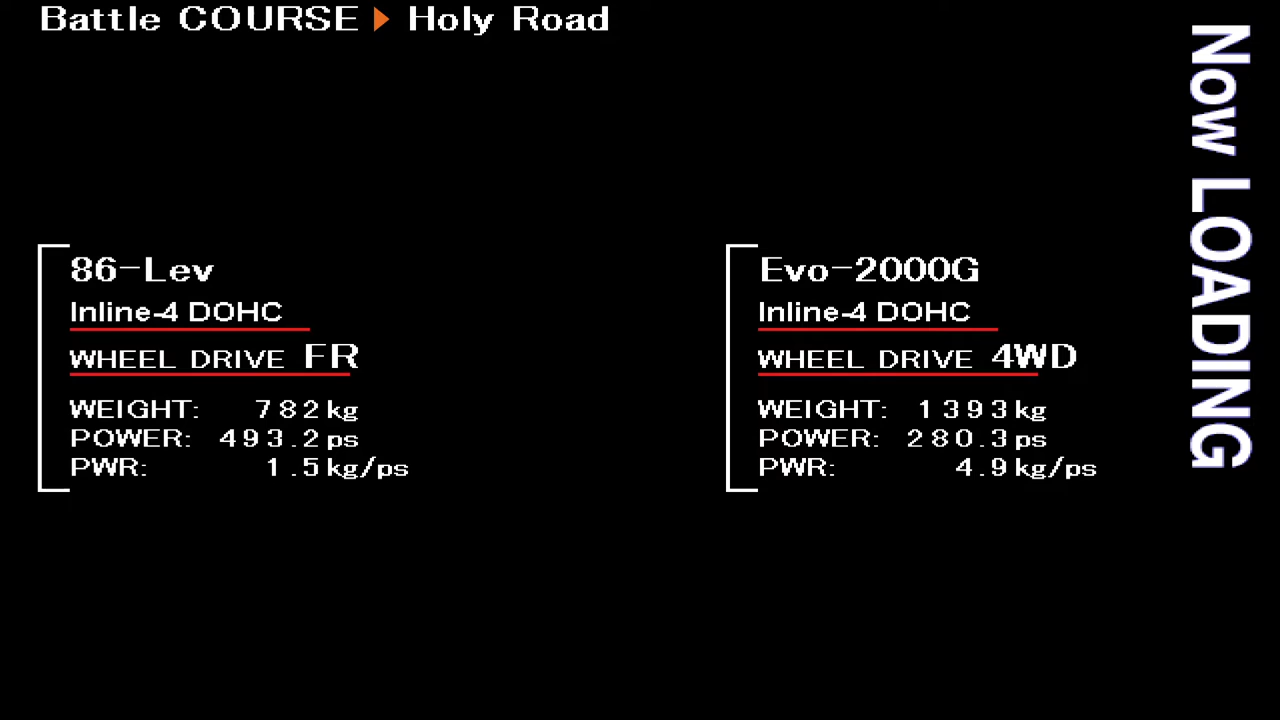 Battle COURSE ▶ Holy Road
86-Lev
Inline-4 DOHC
WHEEL DRIVE FR
WEIGHT: 782kg
POWER: 493.2ps
PWR: 1.5kg/ps
Evo-2000G
Inline-4 DOHC
WHEEL DRIVE 4WD
WEIGHT: 1393kg
POWER: 280.3ps
PWR: 4.9kg/ps
Now LOADING